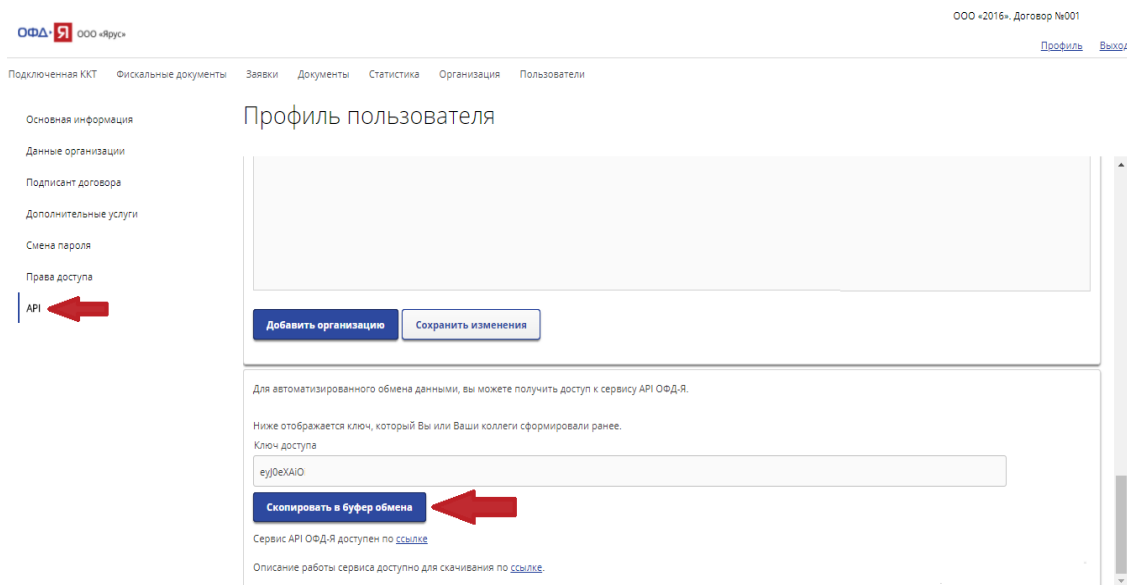 ООО «2016», Договор №001
ОФД·Я ООО «Ярус»
Профиль Выход
Подключенная ККТ Фискальные документы Заявки Документы Статистика Организация Пользователи
Профиль пользователя
Основная информация
Данные организации
Подписант договора
Дополнительные услуги
Смена пароля
Права доступа
API
Добавить организацию Сохранить изменения
Для автоматизированного обмена данными, вы можете получить доступ к сервису API ОФД-Я.
Ниже отображается ключ, который Вы или Ваши коллеги сформировали ранее.
Ключ доступа
eyJ0eXAiO
Скопировать в буфер обмена
Сервис API ОФД-Я доступен по ссылке
Описание работы сервиса доступно для скачивания по ссылке.